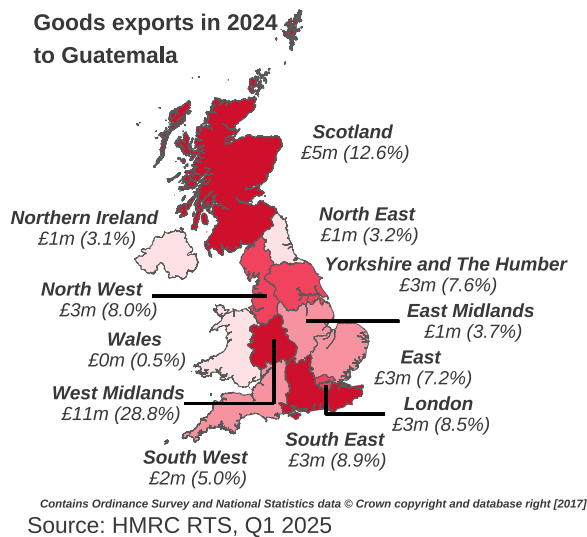 Goods exports in 2024
to Guatemala
Scotland
£5m (12.6%)
Northern Ireland
£1m (3.1%)
North East
£1m (3.2%)
Yorkshire and The Humber
£3m (7.6%)
North West
£3m (8.0%)
East Midlands
£1m (3.7%)
Wales
£0m (0.5%)
East
£3m (7.2%)
West Midlands
£11m (28.8%)
London
£3m (8.5%)
South East
£3m (8.9%)
South West
£2m (5.0%)
Contains Ordinance Survey and National Statistics data © Crown copyright and database right [2017]
Source: HMRC RTS, Q1 2025